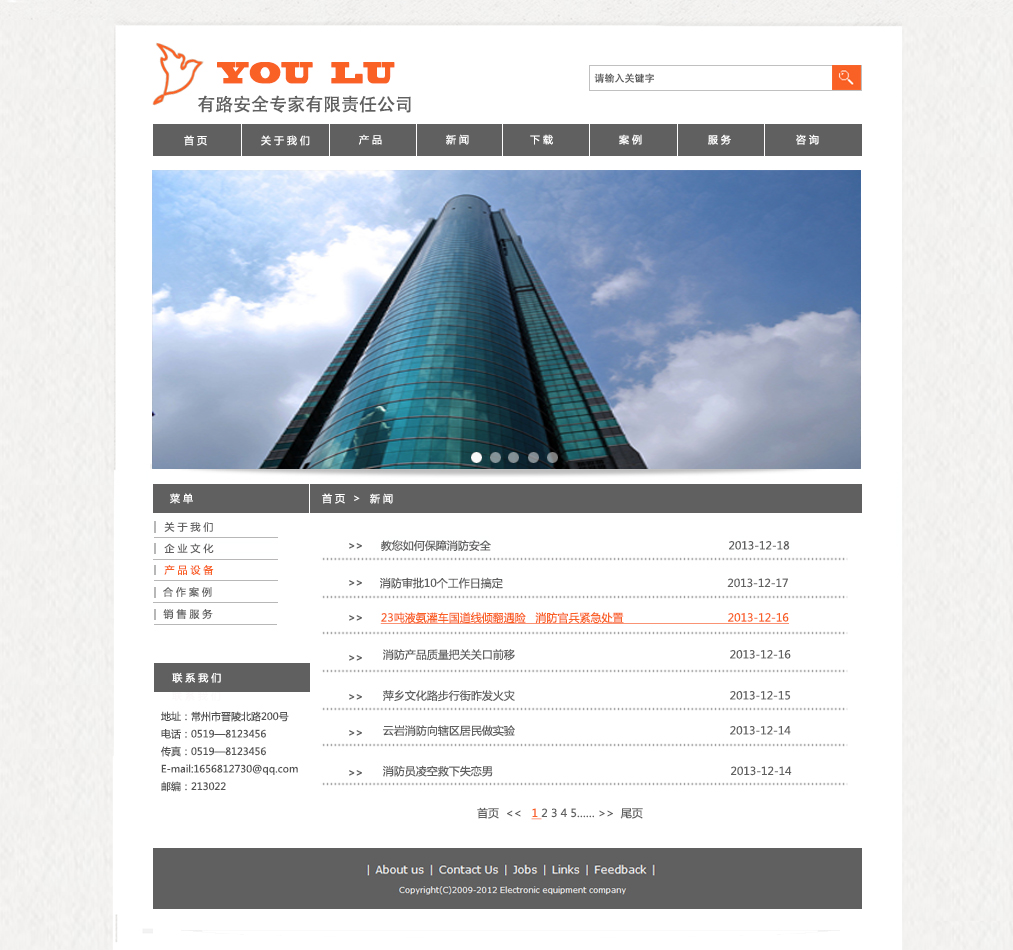 YOU LU
有路安全专家有限责任公司
请输入关键字
首页 关于我们 产品 新闻 下载 案例 服务 咨询
菜单
关于我们
企业文化
产品设备
合作案例
销售服务
联系我们
地址：常州市晋陵北路200号
电话：0519—8123456
传真：0519—8123456
E-mail:1656812730@qq.com
邮编：213022
首页 > 新闻
>> 教您如何保障消防安全 2013-12-18
>> 消防审批10个工作日搞定 2013-12-17
>> 23吨液氨灌车国道线倾翻遇险 消防官兵紧急处置 2013-12-16
>> 消防产品质量把关关口前移 2013-12-16
>> 萍乡文化路步行街昨发火灾 2013-12-15
>> 云岩消防向辖区居民做实验 2013-12-14
>> 消防员凌空救下失恋男 2013-12-14
首页 << 1 2 3 4 5...... >> 尾页
| About us | Contact Us | Jobs | Links | Feedback |
Copyright(C)2009-2012 Electronic equipment company